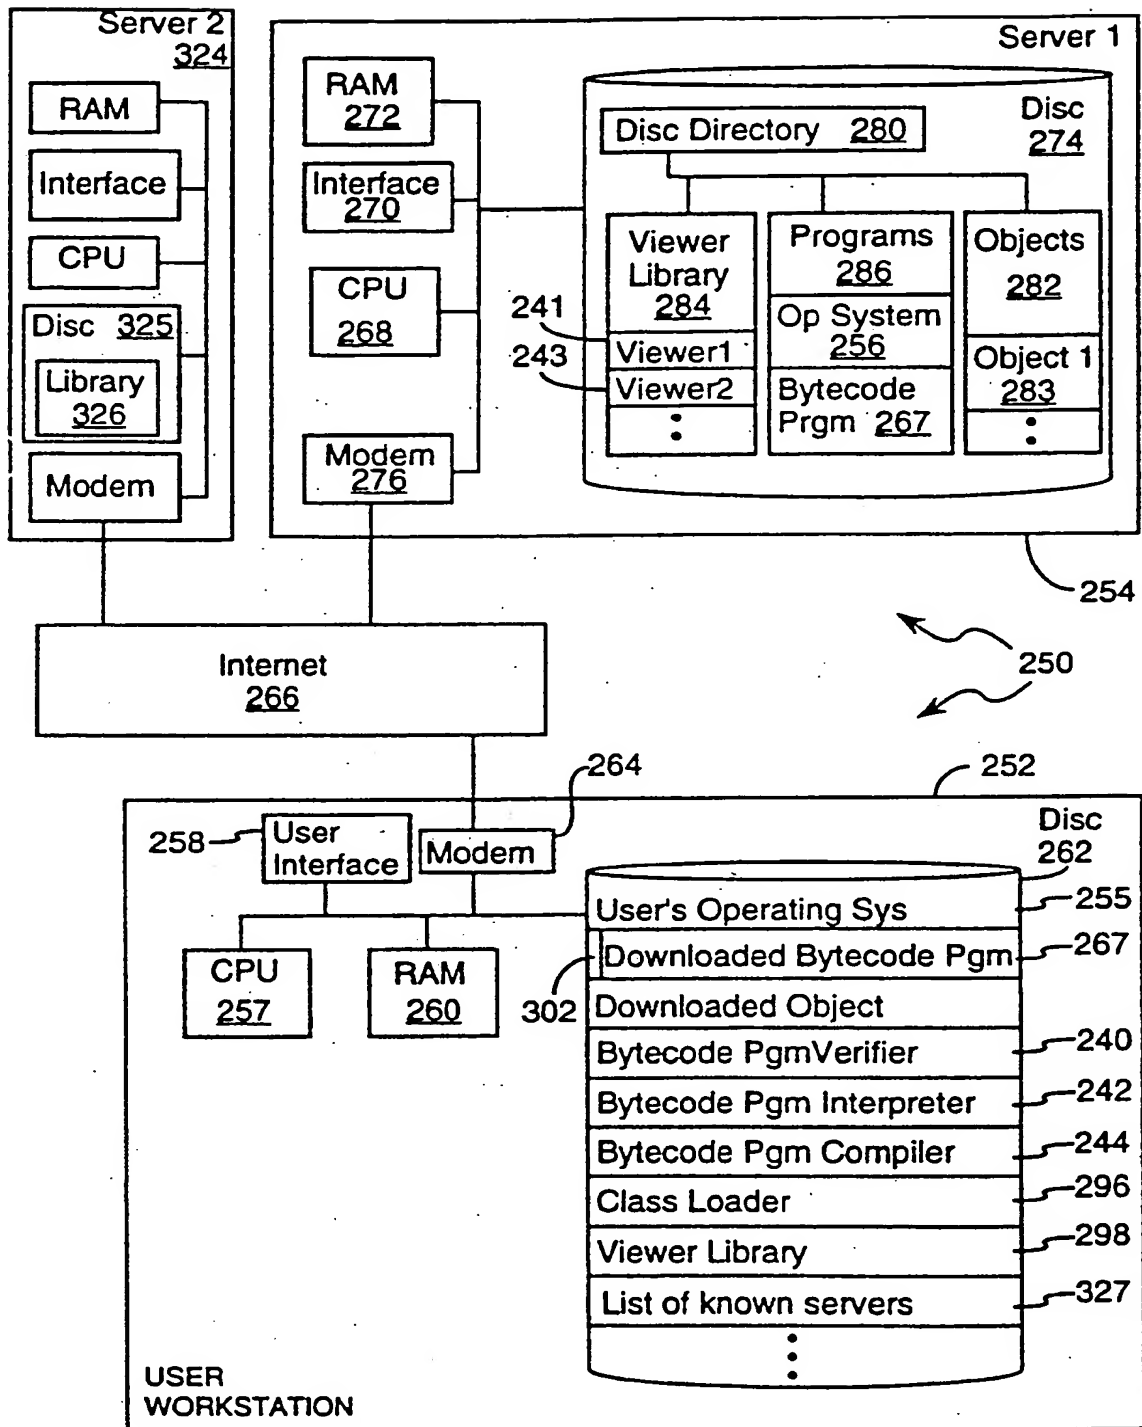 Server 2
324
RAM
Interface
CPU
Disc 325
Library
326
Modem
Server 1
RAM
272
Interface
270
CPU
268
Modem
276
Disc
274
Disc Directory 280
Viewer
Library
284
241
Viewer1
243
Viewer2
Programs
286
Op System
256
Bytecode
Prgm 267
Objects
282
Object 1
283
254
Internet
266
250
252
264
258
User
Interface
Modem
CPU
257
RAM
260
Disc
262
User's Operating Sys
255
302
Downloaded Bytecode Pgm
267
Downloaded Object
Bytecode PgmVerifier
240
Bytecode Pgm Interpreter
242
Bytecode Pgm Compiler
244
Class Loader
296
Viewer Library
298
List of known servers
327
USER
WORKSTATION